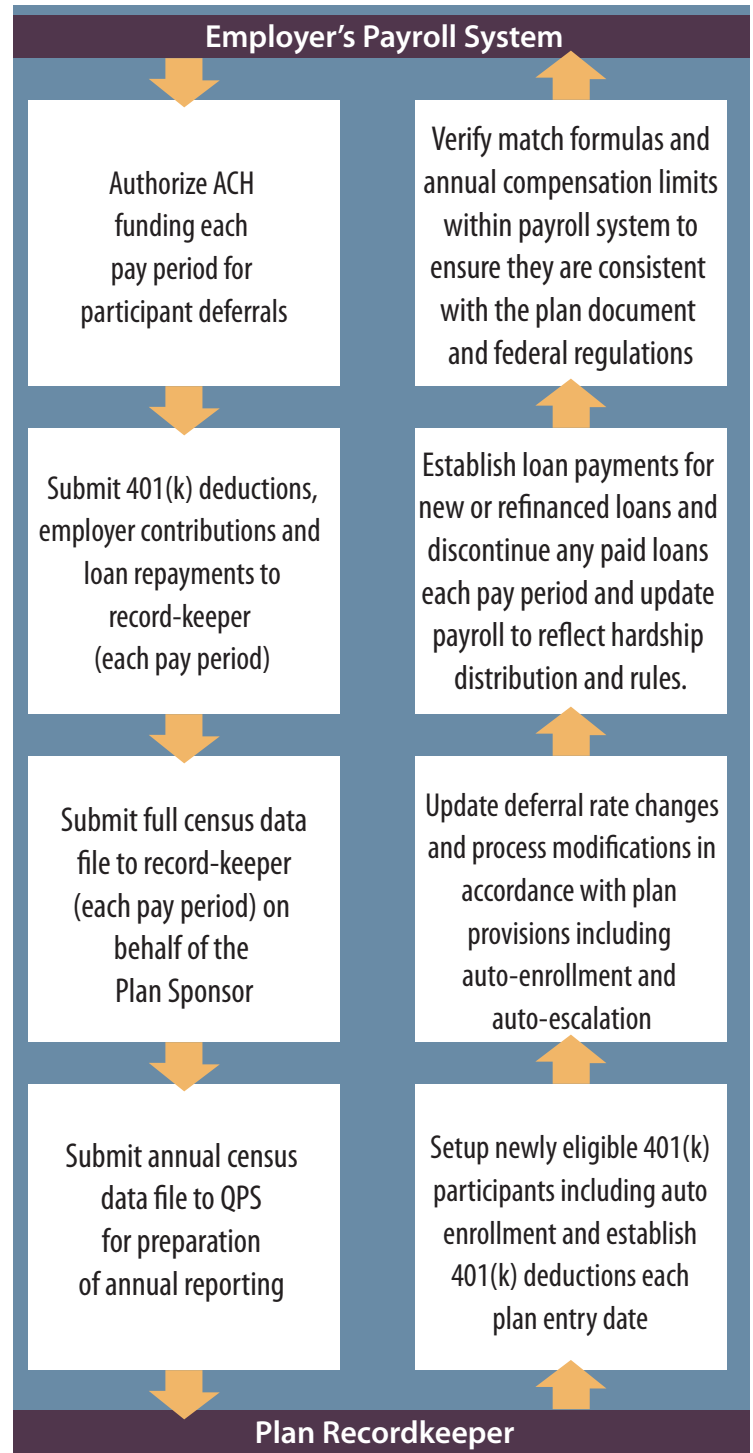 Employer’s Payroll System
Authorize ACH
funding each
pay period for
participant deferrals
Submit 401(k) deductions,
employer contributions and
loan repayments to
record-keeper
(each pay period)
Submit full census data
file to record-keeper
(each pay period) on
behalf of the
Plan Sponsor
Submit annual census
data file to QPS
for preparation
of annual reporting
Verify match formulas and
annual compensation limits
within payroll system to
ensure they are consistent
with the plan document
and federal regulations
Establish loan payments for
new or refinanced loans and
discontinue any paid loans
each pay period and update
payroll to reflect hardship
distribution and rules.
Update deferral rate changes
and process modifications in
accordance with plan
provisions including
auto-enrollment and
auto-escalation
Setup newly eligible 401(k)
participants including auto
enrollment and establish
401(k) deductions each
plan entry date
Plan Recordkeeper